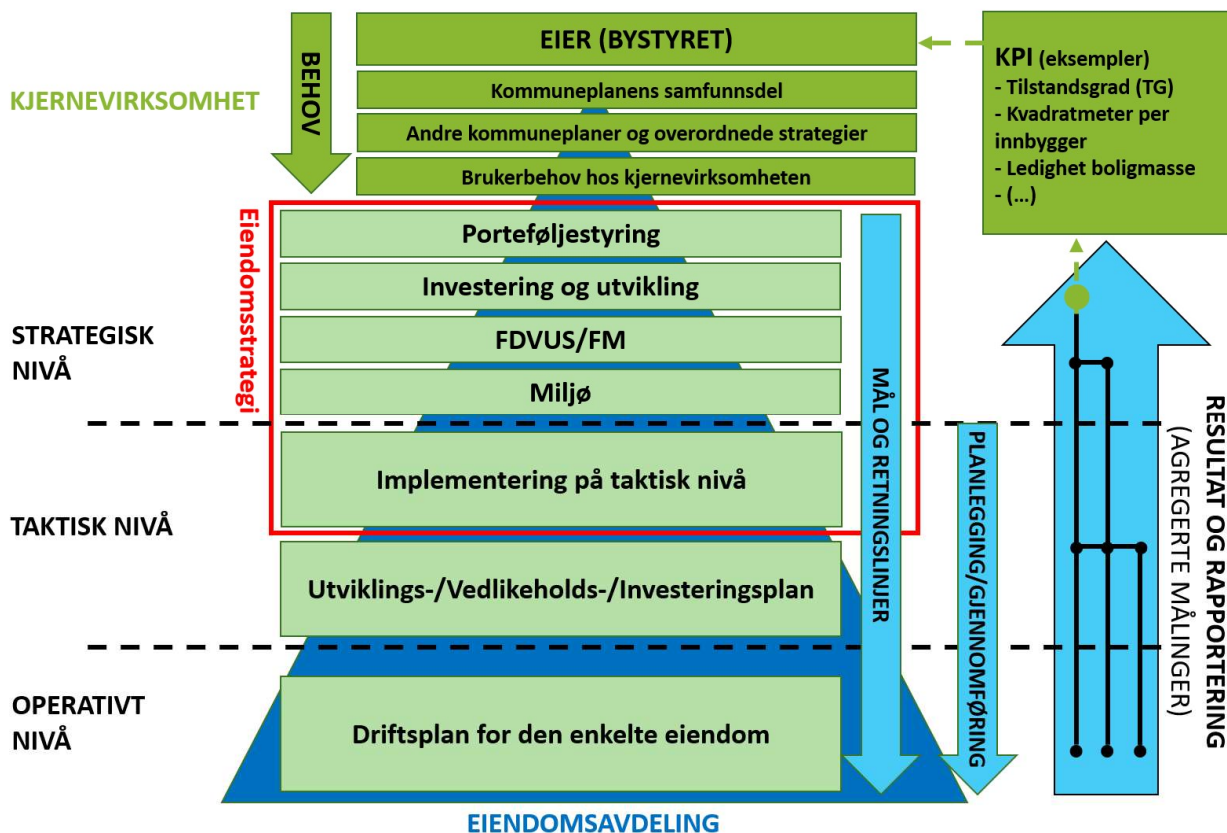 KJERNEVIRKSOMHET
BEHOV
EIER (BYSTYRET)
Kommuneplanens samfunnsdel
Andre kommuneplaner og overordnede strategier
Brukerbehov hos kjernevirksomheten
KPI (eksempler)
- Tilstandsgrad (TG)
- Kvadratmeter per
innbygger
- Ledighet boligmasse
- (...)
Eiendomsstrategi
STRATEGISK
NIVÅ
Porteføljestyring
Investering og utvikling
FDVUS/FM
Miljø
TAKTISK NIVÅ
Implementering på taktisk nivå
Utviklings-/Vedlikeholds-/Investeringsplan
OPERATIVT
NIVÅ
Driftsplan for den enkelte eiendom
MÅL OG RETNINGSLINJER
PLANLEGGING/GJENNOMFØRING
RESULTAT OG RAPPORTERING
(AGREGERTE MÅLINGER)
EIENDOMSAVDELING